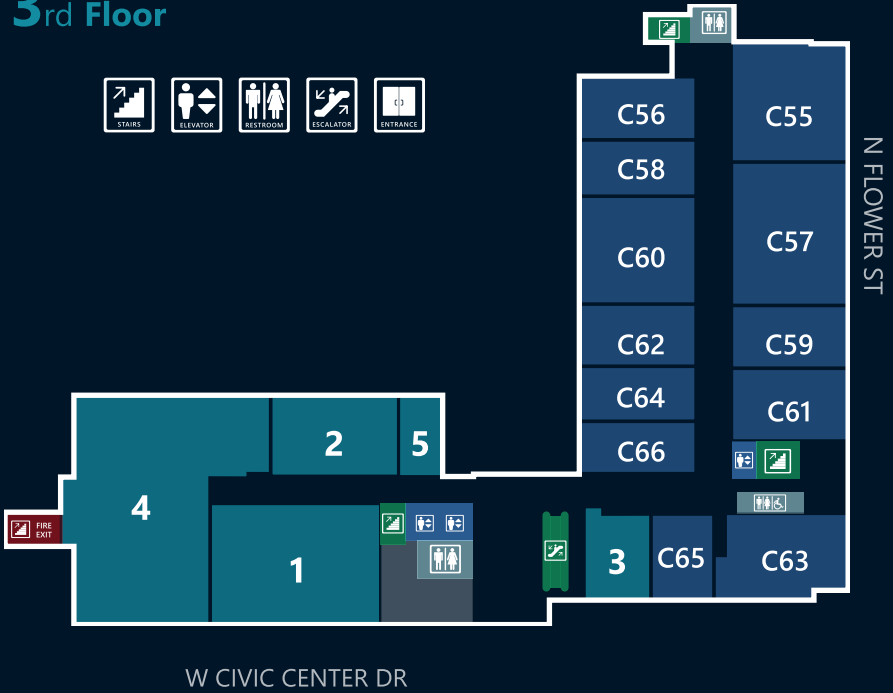 3rd Floor
STAIRS
ELEVATOR
RESTROOM
ESCALATOR
ENTRANCE
C56
C55
C58
N FLOWER ST
C60
C57
C62
C59
C64
C61
C66
2
5
4
FIRE
EXIT
1
3
C65
C63
W CIVIC CENTER DR